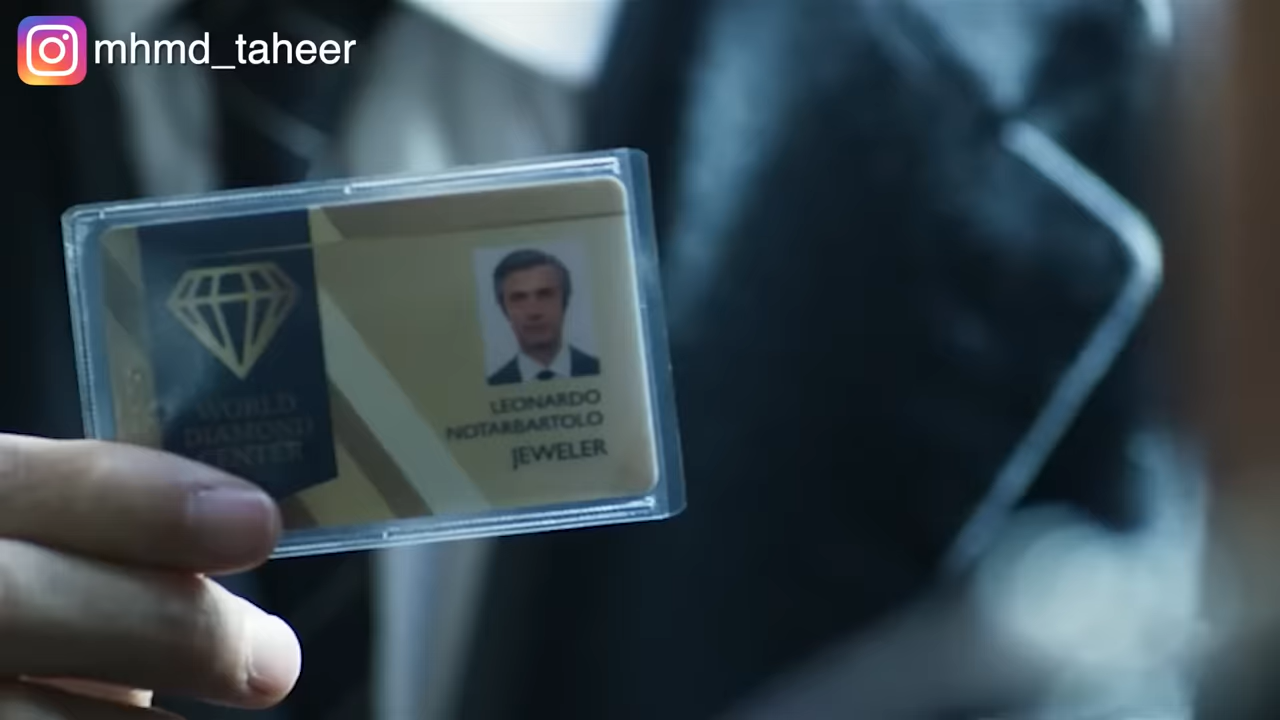 mhmd_taheer
WORLD
DIAMOND
CENTER
LEONARDO
NOTARBARTOLO
JEWELER